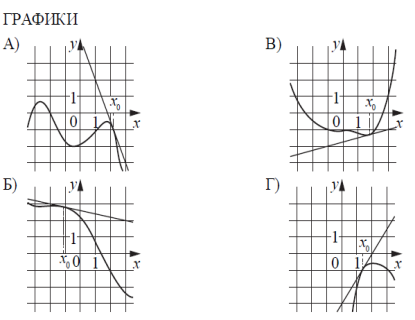 ГРАФИКИ
А) y 1 0 1 x₀ x
В) y 1 0 1 x₀ x
Б) y 1 x₀ 0 1 x
Г) y 1 0 1 x₀ x